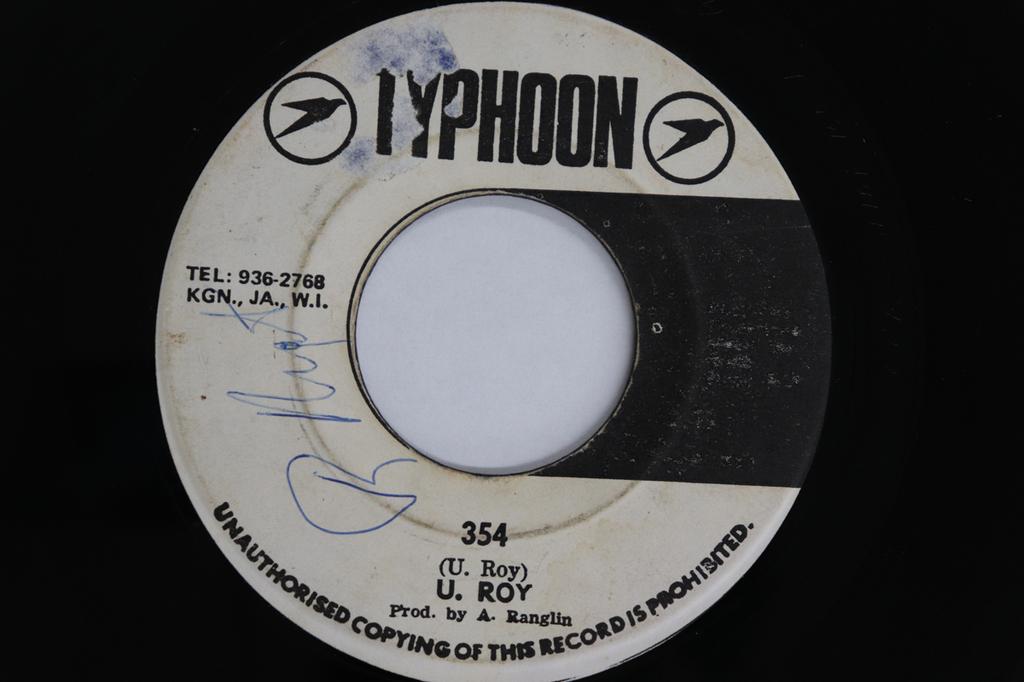 TYPHOON
TEL: 936-2768
KGN., JA., W.I.
354
(U. Roy)
U. ROY
Prod. by A. Ranglin
UNAUTHORISED COPYING OF THIS RECORD IS PROHIBITED.